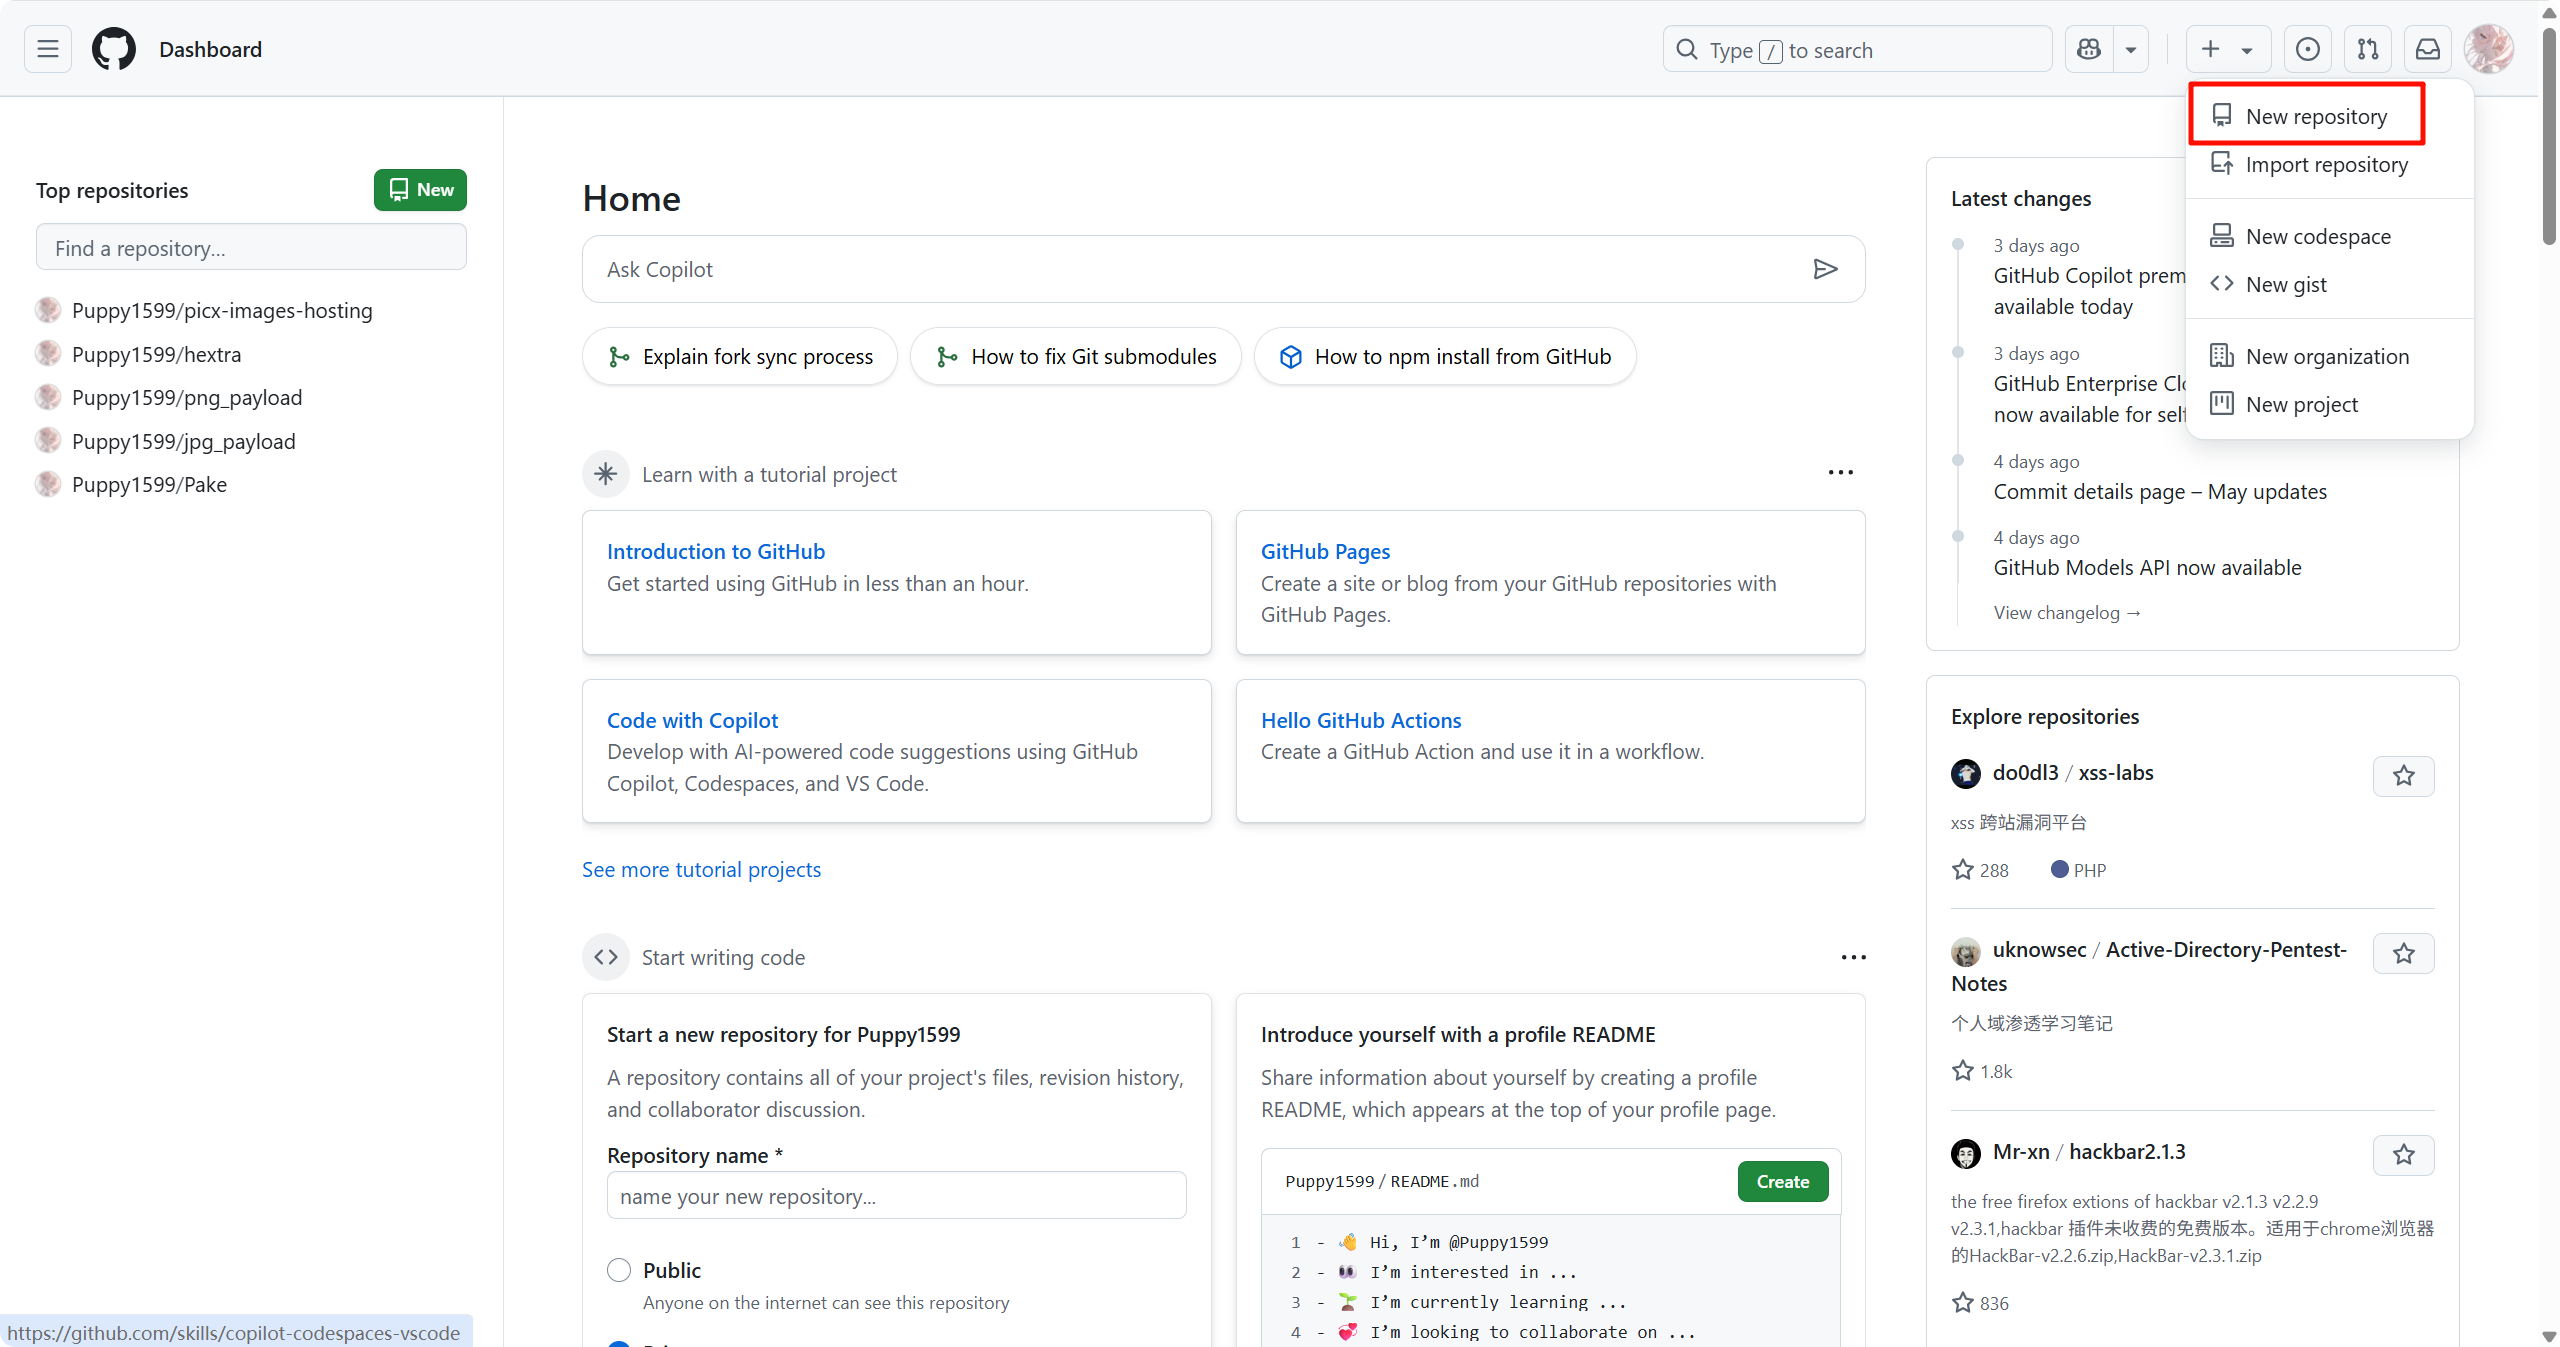 Dashboard
Type / to search
New repository
Import repository
New codespace
New gist
New organization
New project
Top repositories
New
Find a repository...
Puppy1599/picx-images-hosting
Puppy1599/hextra
Puppy1599/png_payload
Puppy1599/jpg_payload
Puppy1599/Pake
Home
Ask Copilot
Explain fork sync process
How to fix Git submodules
How to npm install from GitHub
Learn with a tutorial project
Introduction to GitHub
Get started using GitHub in less than an hour.
GitHub Pages
Create a site or blog from your GitHub repositories with
GitHub Pages.
Code with Copilot
Develop with AI-powered code suggestions using GitHub
Copilot, Codespaces, and VS Code.
Hello GitHub Actions
Create a GitHub Action and use it in a workflow.
See more tutorial projects
Start writing code
Start a new repository for Puppy1599
A repository contains all of your project's files, revision history,
and collaborator discussion.
Repository name *
name your new repository...
Public
Anyone on the internet can see this repository
Introduce yourself with a profile README
Share information about yourself by creating a profile
README, which appears at the top of your profile page.
Puppy1599 / README.md
Create
1 - 👋 Hi, I’m @Puppy1599
2 - 👀 I’m interested in ...
3 - 🌱 I’m currently learning ...
4 - 💞️ I’m looking to collaborate on ...
Latest changes
3 days ago
GitHub Copilot prem
available today
3 days ago
GitHub Enterprise Clo
now available for self
4 days ago
Commit details page – May updates
4 days ago
GitHub Models API now available
View changelog →
Explore repositories
do0dl3 / xss-labs
xss 跨站漏洞平台
288
PHP
uknowsec / Active-Directory-Pentest-
Notes
个人域渗透学习笔记
1.8k
Mr-xn / hackbar2.1.3
the free firefox extions of hackbar v2.1.3 v2.2.9
v2.3.1,hackbar 插件未收费的免费版本。适用于chrome浏览器
的HackBar-v2.2.6.zip,HackBar-v2.3.1.zip
836
https://github.com/skills/copilot-codespaces-vscode